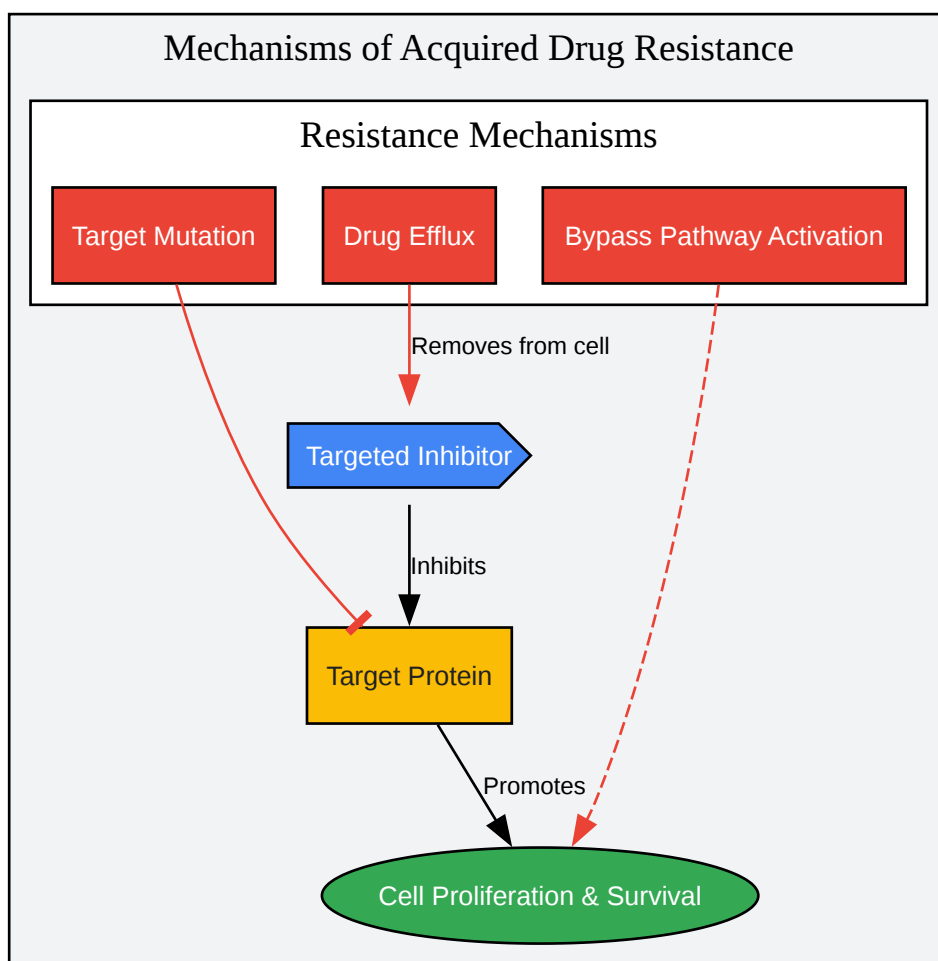 Mechanisms of Acquired Drug Resistance
Resistance Mechanisms
Target Mutation
Drug Efflux
Bypass Pathway Activation
Removes from cell
Targeted Inhibitor
Inhibits
Target Protein
Promotes
Cell Proliferation & Survival